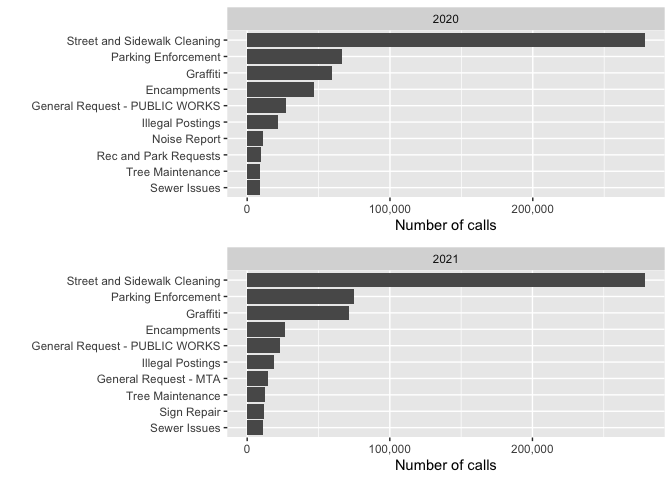 2020
Street and Sidewalk Cleaning
Parking Enforcement
Graffiti
Encampments
General Request - PUBLIC WORKS
Illegal Postings
Noise Report
Rec and Park Requests
Tree Maintenance
Sewer Issues
0 100,000 200,000
Number of calls
2021
Street and Sidewalk Cleaning
Parking Enforcement
Graffiti
Encampments
General Request - PUBLIC WORKS
Illegal Postings
General Request - MTA
Tree Maintenance
Sign Repair
Sewer Issues
0 100,000 200,000
Number of calls